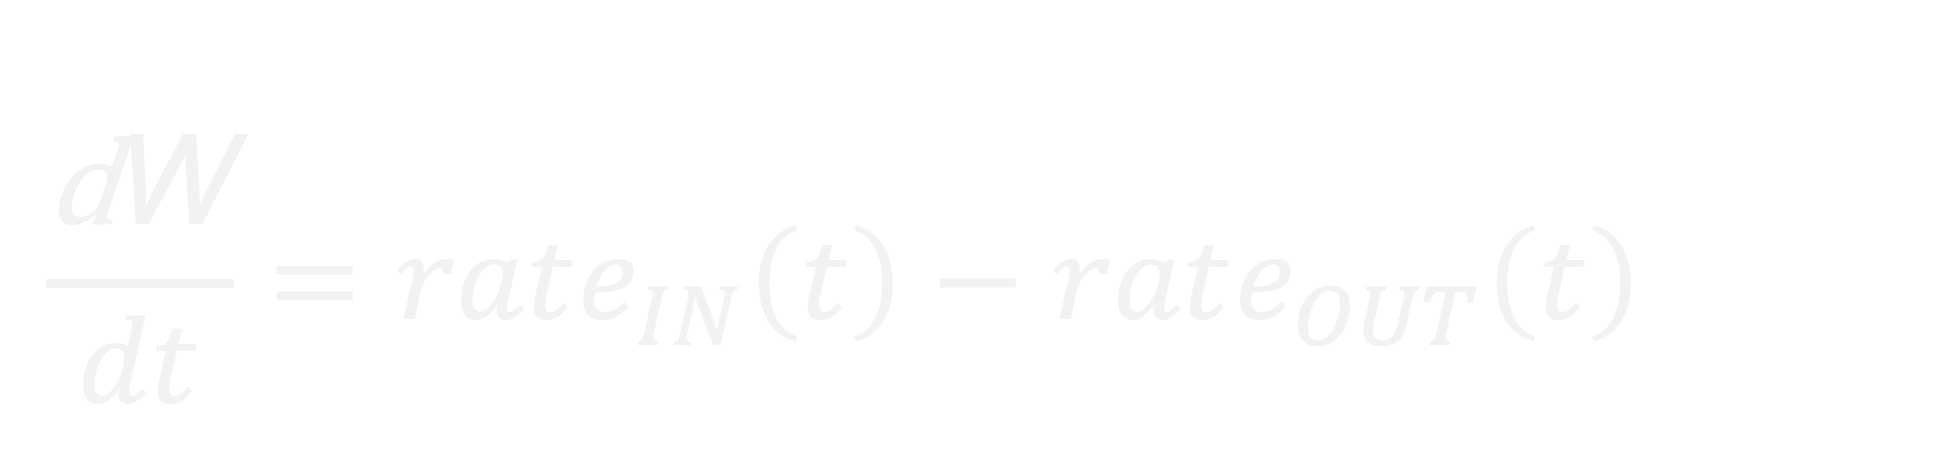 dW/dt = rate_IN(t) − rate_OUT(t)